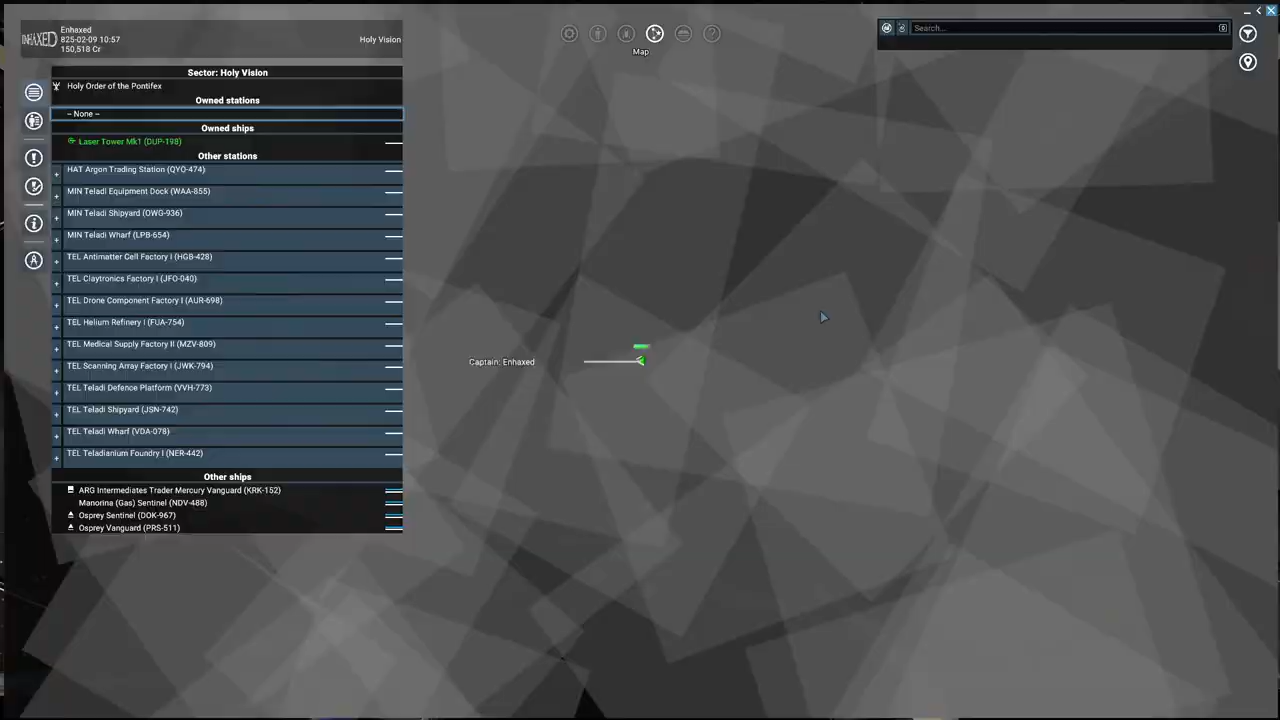 ENHAXED
Enhaxed
825-02-09 10:57
150,518 Cr
Holy Vision
Map
Search...
Sector: Holy Vision
Holy Order of the Pontifex
Owned stations
-- None --
Owned ships
Laser Tower Mk1 (DUP-198)
Other stations
HAT Argon Trading Station (QYO-474)
MIN Teladi Equipment Dock (WAA-855)
MIN Teladi Shipyard (OWG-936)
MIN Teladi Wharf (LPB-654)
TEL Antimatter Cell Factory I (HGB-428)
TEL Claytronics Factory I (JFO-040)
TEL Drone Component Factory I (AUR-698)
TEL Helium Refinery I (FUA-754)
TEL Medical Supply Factory II (MZV-809)
TEL Scanning Array Factory I (JWK-794)
TEL Teladi Defence Platform (VVH-773)
TEL Teladi Shipyard (JSN-742)
TEL Teladi Wharf (VDA-078)
TEL Teladianium Foundry I (NER-442)
Other ships
ARG Intermediates Trader Mercury Vanguard (KRK-152)
Manorina (Gas) Sentinel (NDV-488)
Osprey Sentinel (DOK-967)
Osprey Vanguard (PRS-511)
Captain: Enhaxed